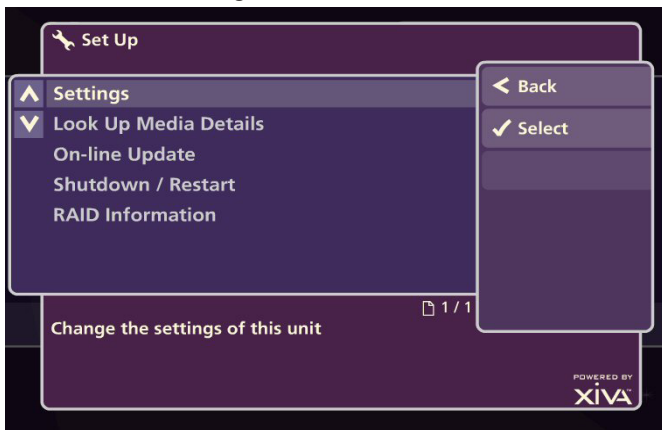 Set Up
Settings
Look Up Media Details
On-line Update
Shutdown / Restart
RAID Information
Back
Select
1 / 1
Change the settings of this unit
POWERED BY
XiVA™